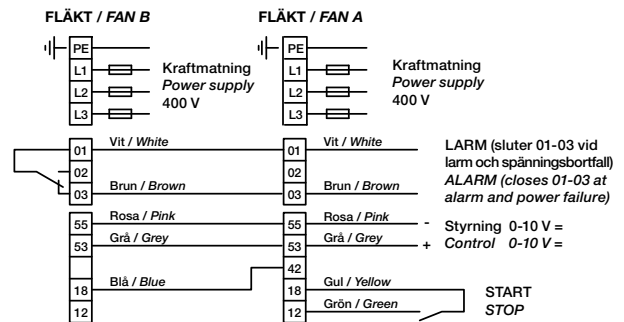 FLÄKT / FAN B FLÄKT / FAN A
PE PE
L1 L1
L2 L2
L3 L3
Kraftmatning
Power supply
400 V
Kraftmatning
Power supply
400 V
01 Vit / White 01 Vit / White
02 02
03 Brun / Brown 03 Brun / Brown
LARM (sluter 01-03 vid
larm och spänningsbortfall)
ALARM (closes 01-03 at
alarm and power failure)
55 Rosa / Pink 55 Rosa / Pink -
53 Grå / Grey 53 Grå / Grey +
Styrning 0-10 V =
Control 0-10 V =
42
18 Blå / Blue 18 Gul / Yellow
12 12 Grön / Green
START
STOP